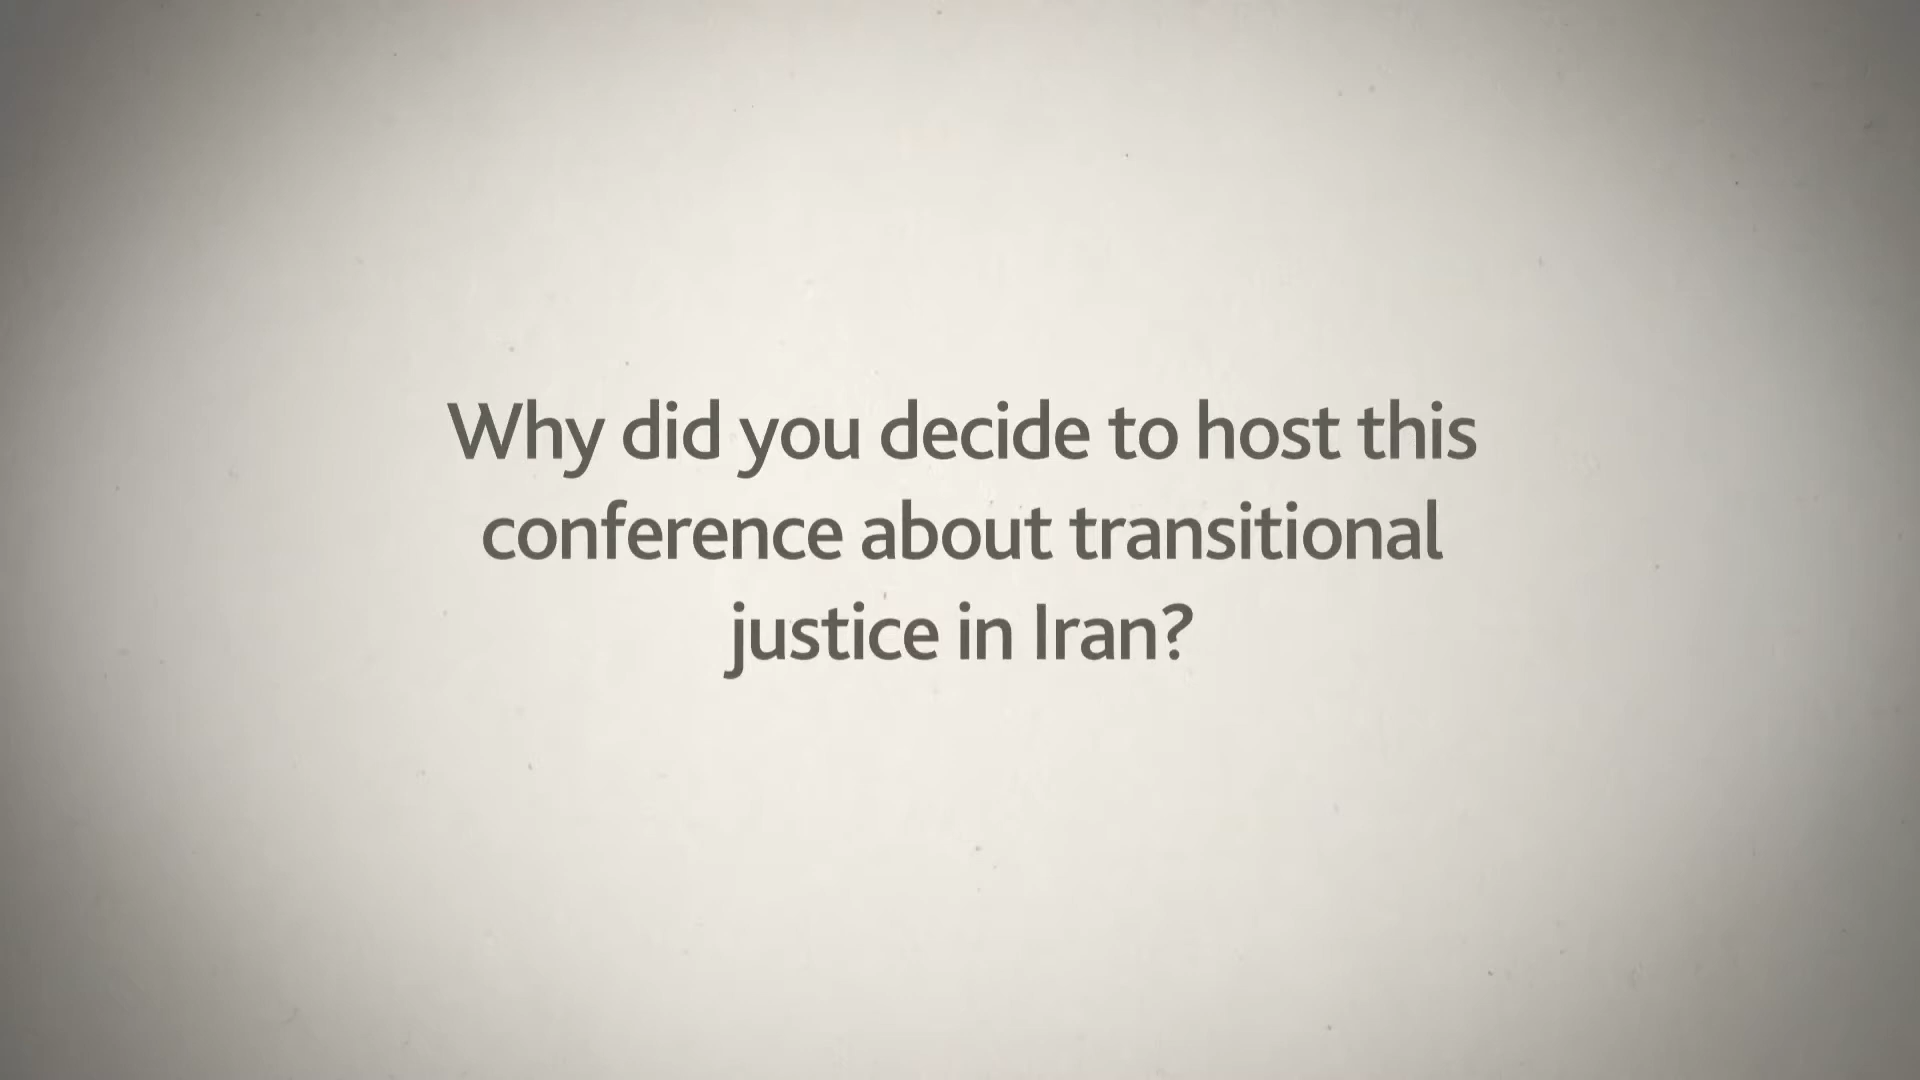 Why did you decide to host this
conference about transitional
justice in Iran?